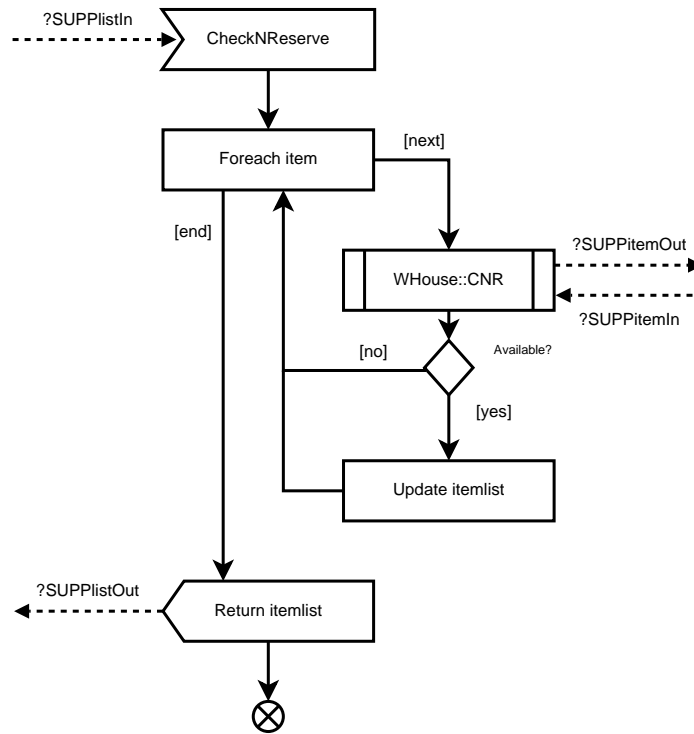 ?SUPPlistIn
CheckNReserve
Foreach item
[next]
[end]
?SUPPitemOut
WHouse::CNR
?SUPPitemIn
[no]
Available?
[yes]
Update itemlist
?SUPPlistOut
Return itemlist